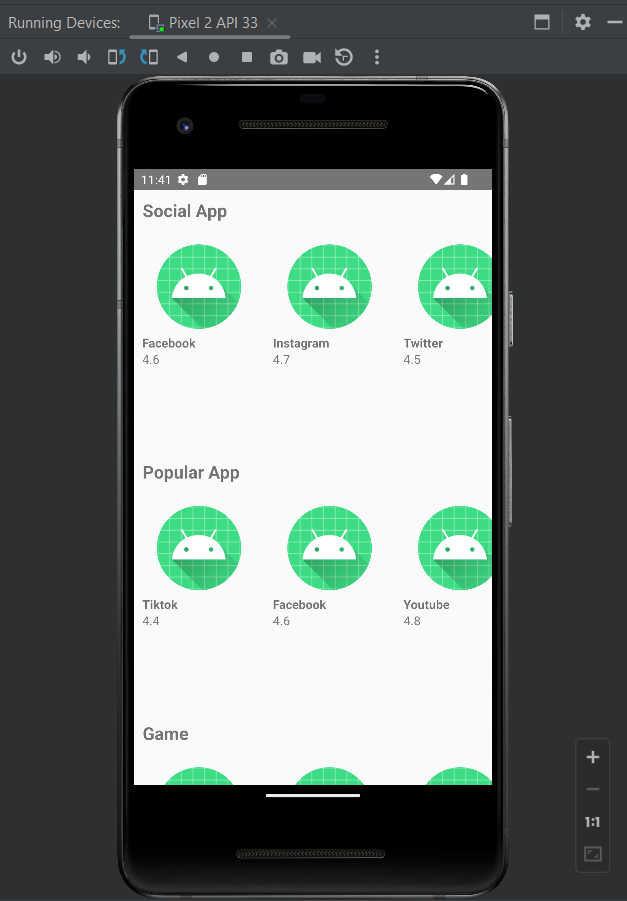 Running Devices: Pixel 2 API 33
11:41
Social App
Facebook Instagram Twitter
4.6 4.7 4.5
Popular App
Tiktok Facebook Youtube
4.4 4.6 4.8
Game
1:1